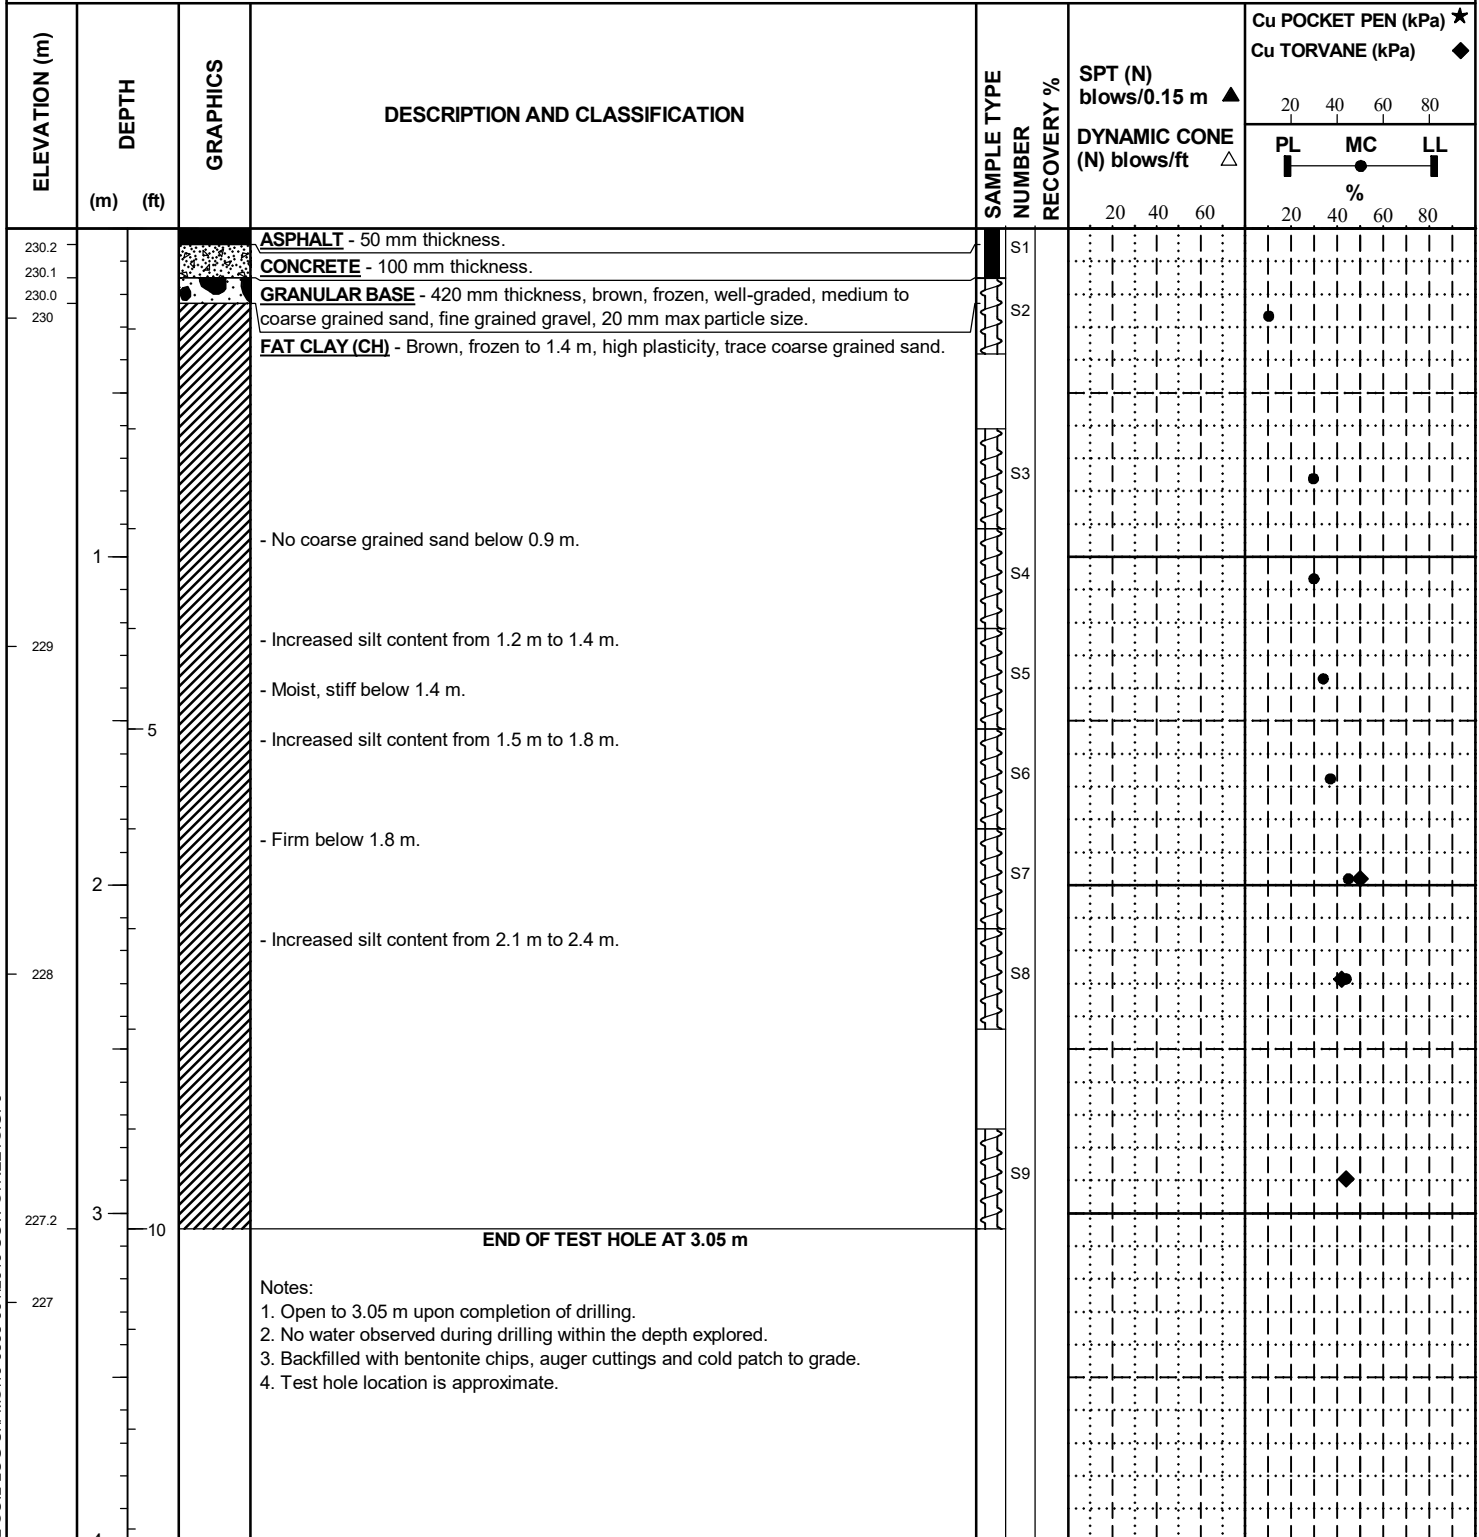 ELEVATION (m)
DEPTH
(m) (ft)
GRAPHICS
DESCRIPTION AND CLASSIFICATION
SAMPLE TYPE
NUMBER
RECOVERY %
SPT (N)
blows/0.15 m ▲
DYNAMIC CONE
(N) blows/ft △
20 40 60
Cu POCKET PEN (kPa) ★
Cu TORVANE (kPa) ◆
20 40 60 80
PL MC LL
%
20 40 60 80
230.2
ASPHALT - 50 mm thickness.
S1
230.1
CONCRETE - 100 mm thickness.
230.0
GRANULAR BASE - 420 mm thickness, brown, frozen, well-graded, medium to
coarse grained sand, fine grained gravel, 20 mm max particle size.
S2
230
FAT CLAY (CH) - Brown, frozen to 1.4 m, high plasticity, trace coarse grained sand.
S3
- No coarse grained sand below 0.9 m.
1
S4
- Increased silt content from 1.2 m to 1.4 m.
229
S5
- Moist, stiff below 1.4 m.
5
- Increased silt content from 1.5 m to 1.8 m.
S6
- Firm below 1.8 m.
S7
2
- Increased silt content from 2.1 m to 2.4 m.
228
S8
S9
3
227.2
10
END OF TEST HOLE AT 3.05 m
Notes:
227
1. Open to 3.05 m upon completion of drilling.
2. No water observed during drilling within the depth explored.
3. Backfilled with bentonite chips, auger cuttings and cold patch to grade.
4. Test hole location is approximate.